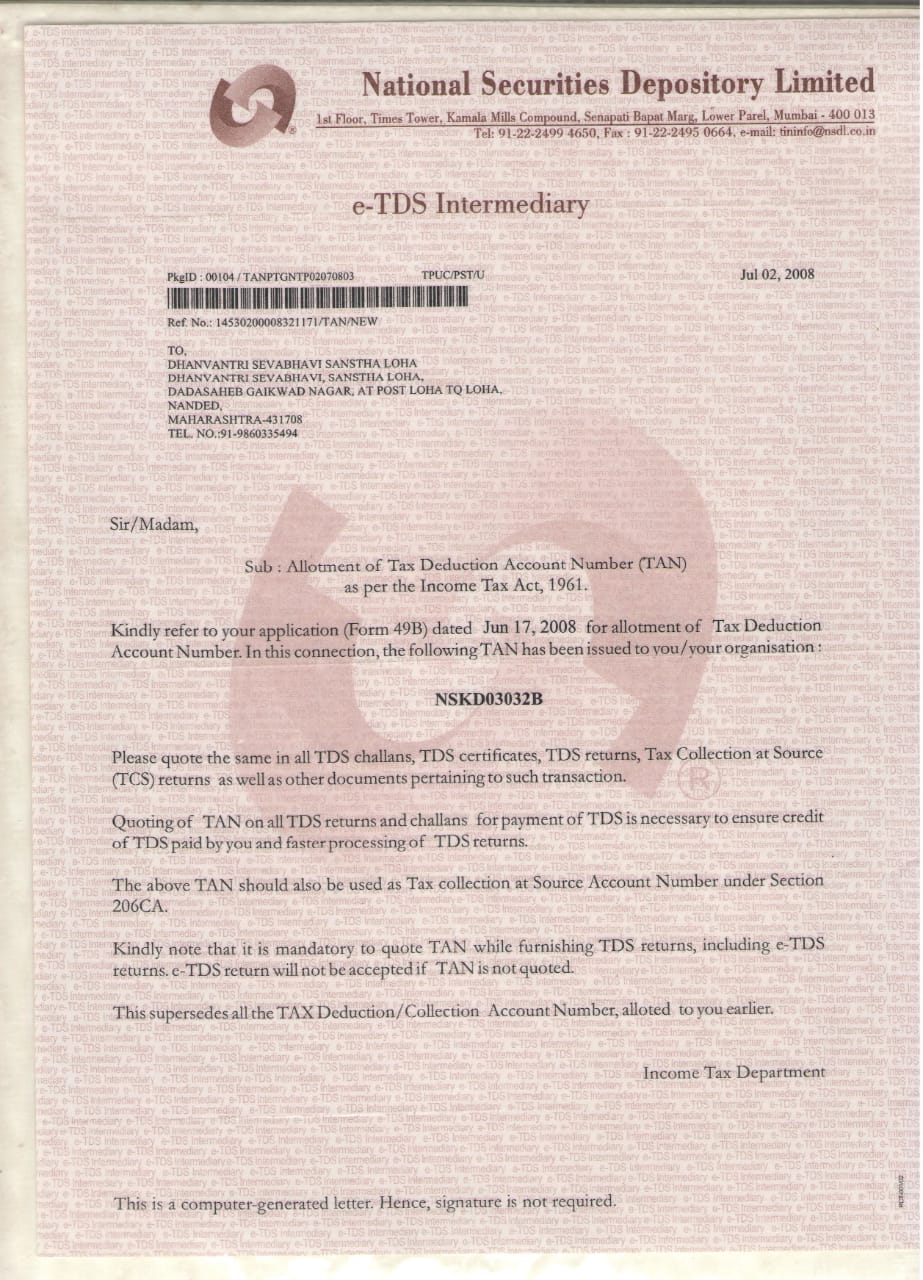 National Securities Depository Limited
1st Floor, Times Tower, Kamala Mills Compound, Senapati Bapat Marg, Lower Parel, Mumbai - 400 013
Tel: 91-22-2499 4650, Fax : 91-22-2495 0664, e-mail: tininfo@nsdl.co.in
e-TDS Intermediary
PkgID : 00104 / TANPTGNTP02070803 TPUC/PST/U Jul 02, 2008
Ref. No.: 14530200008321171/TAN/NEW
TO,
DHANVANTRI SEVABHAVI SANSTHA LOHA
DHANVANTRI SEVABHAVI, SANSTHA LOHA,
DADASAHEB GAIKWAD NAGAR, AT POST LOHA TQ LOHA,
NANDED,
MAHARASHTRA-431708
TEL. NO.:91-9860335494
Sir/Madam,
Sub : Allotment of Tax Deduction Account Number (TAN)
as per the Income Tax Act, 1961.
Kindly refer to your application (Form 49B) dated Jun 17, 2008 for allotment of Tax Deduction
Account Number. In this connection, the following TAN has been issued to you/your organisation :
NSKD03032B
Please quote the same in all TDS challans, TDS certificates, TDS returns, Tax Collection at Source
(TCS) returns as well as other documents pertaining to such transaction.
Quoting of TAN on all TDS returns and challans for payment of TDS is necessary to ensure credit
of TDS paid by you and faster processing of TDS returns.
The above TAN should also be used as Tax collection at Source Account Number under Section
206CA.
Kindly note that it is mandatory to quote TAN while furnishing TDS returns, including e-TDS
returns. e-TDS return will not be accepted if TAN is not quoted.
This supersedes all the TAX Deduction/Collection Account Number, alloted to you earlier.
Income Tax Department
This is a computer-generated letter. Hence, signature is not required.